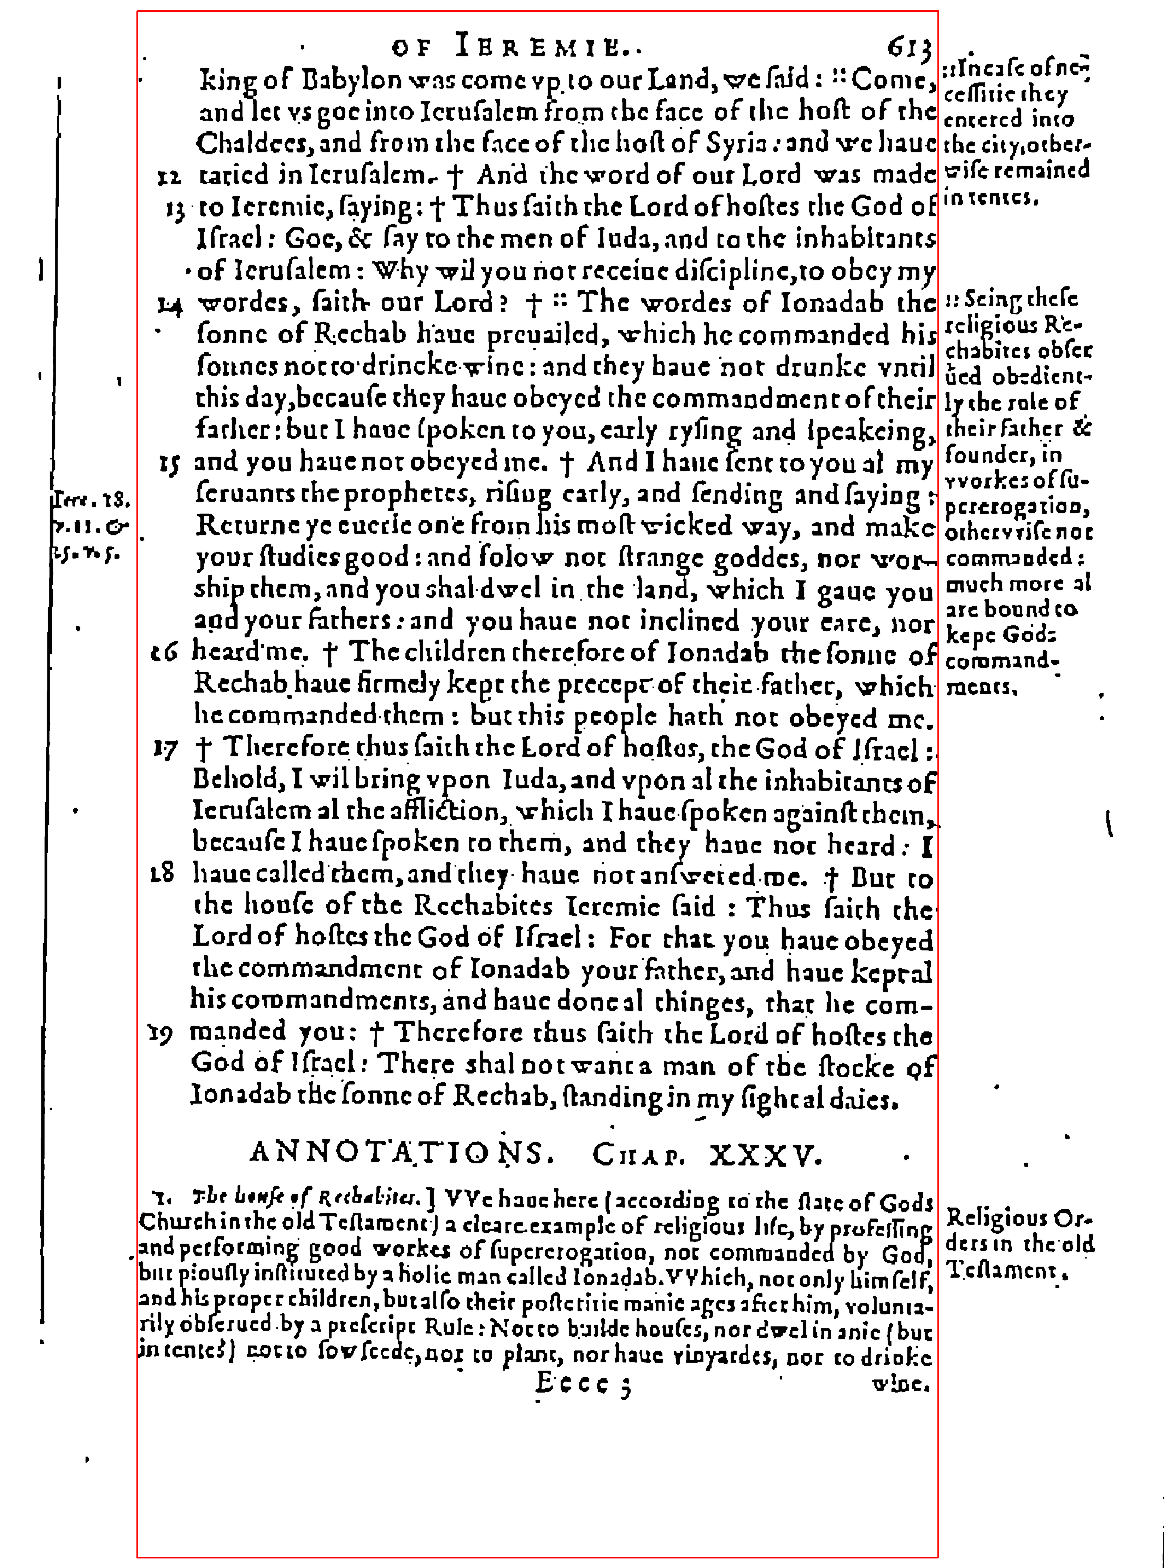 OF IEREMIE. 613
king of Babylon was come vp to our Land, we said: :: Come,
and let vs goe into Ierusalem from the face of the host of the
Chaldees, and from the face of the host of Syria: and we haue
12 taried in Ierusalem. † And the word of our Lord was made
13 to Ieremie, saying: † Thus saith the Lord of hostes the God of
Israel: Goe, & say to the men of Iuda, and to the inhabitants
of Ierusalem: Why wil you not receiue discipline, to obey my
14 wordes, saith our Lord? † :: The wordes of Ionadab the
sonne of Rechab haue preuailed, which he commanded his
sonnes not to drincke wine: and they haue not drunke vntil
this day, because they haue obeyed the commandment of their
father: but I haue spoken to you, early rysing and speakeing,
15 and you haue not obeyed me. † And I haue sent to you al my
seruants the prophetes, rising early, and sending and saying:
Returne ye euerie one from his most wicked way, and make
your studies good: and folow not strange goddes, nor wor-
ship them, and you shal dwel in the land, which I gaue you
and your fathers: and you haue not inclined your eare, nor
16 heard me. † The children therefore of Ionadab the sonne of
Rechab haue firmely kept the precept of their father, which
he commanded them: but this people hath not obeyed me.
17 † Therefore thus saith the Lord of hostes, the God of Israel:
Behold, I wil bring vpon Iuda, and vpon al the inhabitants of
Ierusalem al the affliction, which I haue spoken against them,
because I haue spoken to them, and they haue not heard: I
18 haue called them, and they haue not answered me. † But to
the house of the Rechabites Ieremie said: Thus saith the
Lord of hostes the God of Israel: For that you haue obeyed
the commandment of Ionadab your father, and haue kept al
his commandments, and haue done al thinges, that he com-
19 manded you: † Therefore thus saith the Lord of hostes the
God of Israel: There shal not want a man of the stocke of
Ionadab the sonne of Rechab, standing in my sight al daies.
ANNOTATIONS. CHAP. XXXV.
1. The house of Rechabites.] VVe haue here (according to the state of Gods
Church in the old Testament) a cleare example of religious life, by professing
and performing good workes of supererogation, not commanded by God,
but piously instituted by a holie man called Ionadab. VVhich, not only himself,
and his proper children, but also their posteritie manie ages after him, volunta-
rily obserued by a prescript Rule: Not to builde houses, nor dwel in anie (but
in tentes) not to sow seede, nor to plant, nor haue vinyardes, nor to drinke
Eeee 3 wine.
:: In case of ne-
cessitie they
entered into
the city, other-
wise remained
in tentes.
:: Seing these
religious Re-
chabites obser
ued obedient-
ly the rule of
their father &
founder, in
vvorkes of su-
pererogation,
othervvise not
commanded:
much more al
are bound to
kepe Gods
command-
ments.
Iere. 18.
v. 11. &
25. v. 5.
Religious Or-
ders in the old
Testament.